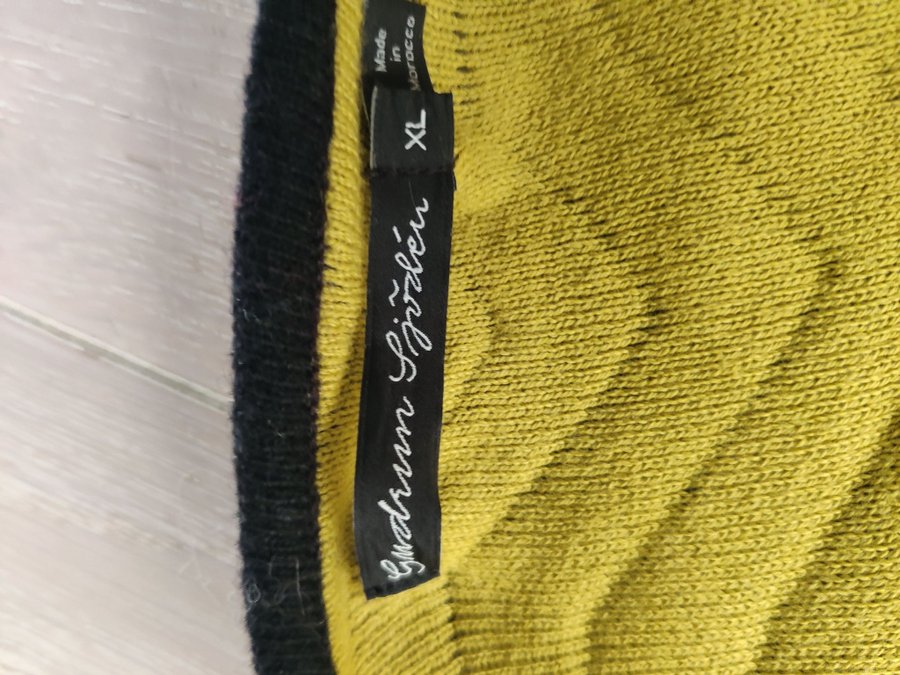 Gudrun Sjödén
XL
Made
in
Morocco